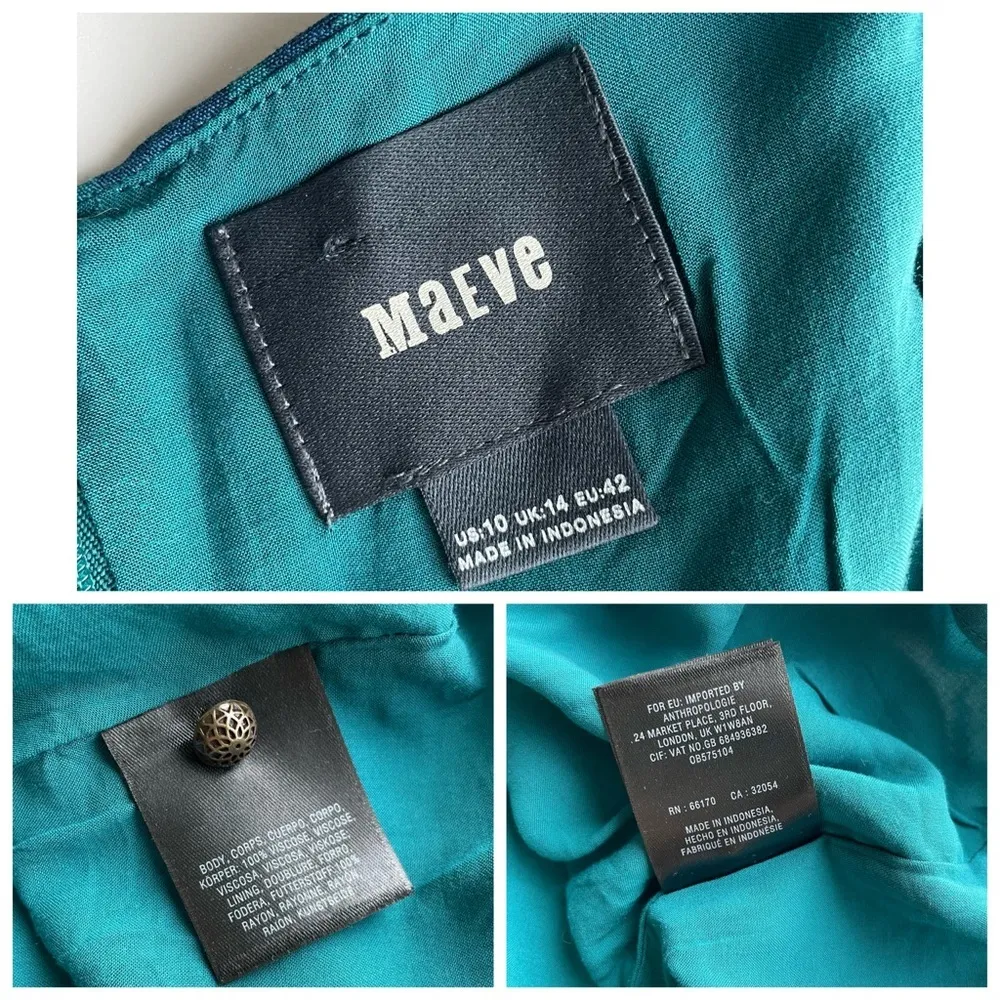 MaEVe
US:10 UK:14 EU:42
MADE IN INDONESIA
BODY, CORPS, CUERPO, CORPO,
KÖRPER: 100% VISCOSE, VISCOSE,
VISCOSA, VISCOSA, VISKOSE
LINING, DOUBLURE, FORRO
FODERA, FUTTERSTOFF: 100%
RAYON, RAYONNE, RAYON,
RAION, KUNSTSEIDE
FOR EU: IMPORTED BY
ANTHROPOLOGIE
.24 MARKET PLACE, 3RD FLOOR,
LONDON, UK W1W8AN
CIF: VAT NO.GB 684936382
OB575104
RN : 66170 CA : 32054
MADE IN INDONESIA,
HECHO EN INDONESIA,
FABRIQUÉ EN INDONÉSIE